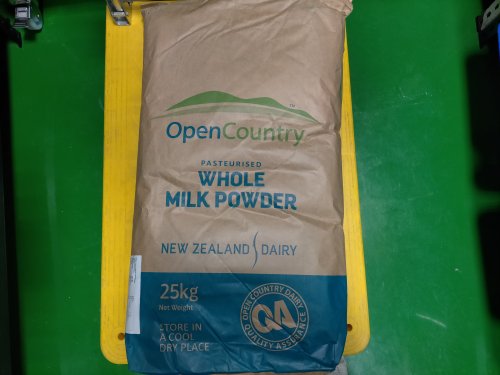 OpenCountry™
PASTEURISED
WHOLE
MILK POWDER
NEW ZEALAND DAIRY
25kg
Net Weight
STORE IN
A COOL
DRY PLACE
OPEN COUNTRY DAIRY
QA
QUALITY ASSURANCE